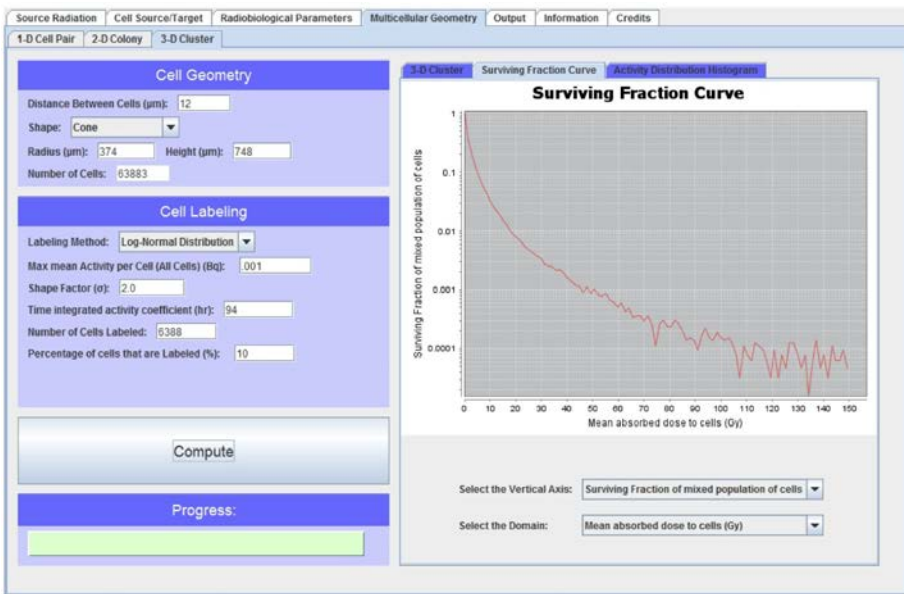 Source Radiation Cell Source/Target Radiobiological Parameters Multicellular Geometry Output Information Credits
1-D Cell Pair 2-D Colony 3-D Cluster
Cell Geometry
Distance Between Cells (µm): 12
Shape: Cone
Radius (µm): 374 Height (µm): 748
Number of Cells: 63883
Cell Labeling
Labeling Method: Log-Normal Distribution
Max mean Activity per Cell (All Cells) (Bq): .001
Shape Factor (σ): 2.0
Time integrated activity coefficient (hr): 94
Number of Cells Labeled: 6388
Percentage of cells that are Labeled (%): 10
Compute
Progress:
3-D Cluster Surviving Fraction Curve Activity Distribution Histogram
Surviving Fraction Curve
Surviving Fraction of mixed population of cells
1
0.1
0.01
0.001
0.0001
0 10 20 30 40 50 60 70 80 90 100 110 120 130 140 150
Mean absorbed dose to cells (Gy)
Select the Vertical Axis: Surviving Fraction of mixed population of cells
Select the Domain: Mean absorbed dose to cells (Gy)